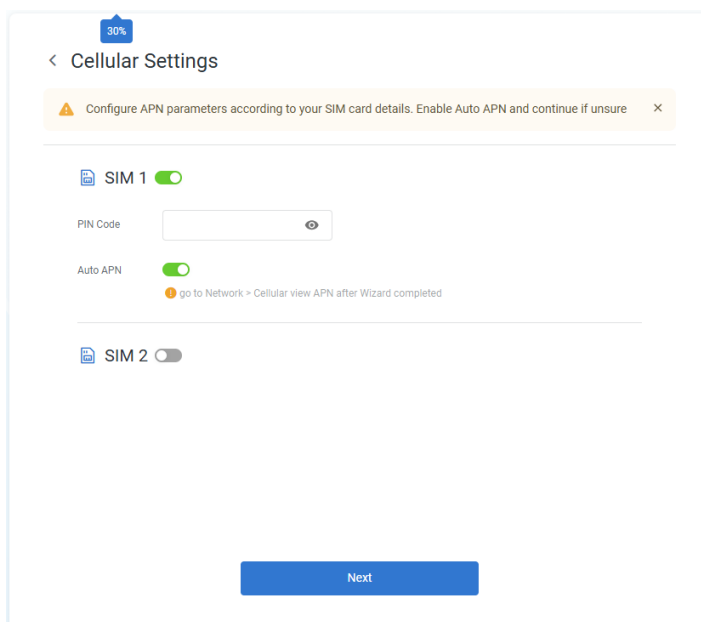 30%
Cellular Settings
Configure APN parameters according to your SIM card details. Enable Auto APN and continue if unsure
SIM 1
PIN Code
Auto APN
go to Network > Cellular view APN after Wizard completed
SIM 2
Next